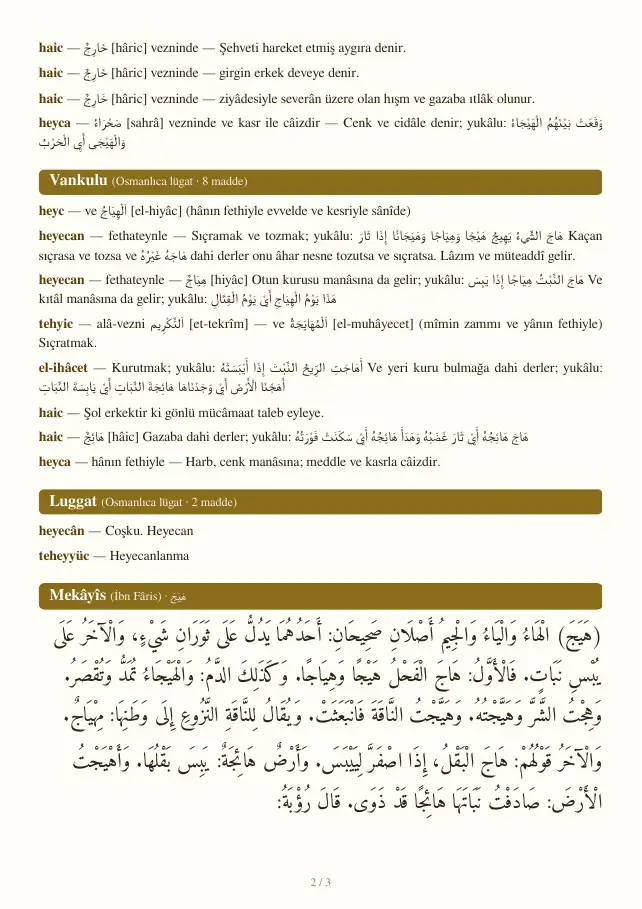 haic — خَارِجٌ [hâric] vezninde — Şehveti hareket etmiş aygıra denir.
haic — خَارِجٌ [hâric] vezninde — girgin erkek deveye denir.
haic — خَارِجٌ [hâric] vezninde — ziyâdesiyle severân üzere olan hışm ve gazaba ıtlâk olunur.
heyca — صَحْرَاءُ [sahrâ] vezninde ve kasr ile câizdir — Cenk ve cidâle denir; yukâlu: وَقَعَتْ بَيْنَهُمُ الْهَيْجَاءُ
وَالْهَيْجَى أَيِ الْحَرْبُ
Vankulu (Osmanlıca lügat · 8 madde)
heyc — ve اَلْهِيَاجُ [el-hiyâc] (hânın fethiyle evvelde ve kesriyle sânîde)
heyecan — fethateynle — Sıçramak ve tozmak; yukâlu: هَاجَ الشَّيْءُ يَهِيجُ هَيْجًا وَهِيَاجًا وَهَيَجَانًا إِذَا ثَارَ Kaçan
sıçrasa ve tozsa ve هَاجَهُ غَيْرُهُ dahi derler onu âhar nesne tozutsa ve sıçratsa. Lâzım ve müteaddî gelir.
heyecan — fethateynle — هِيَاجٌ [hiyâc] Otun kurusu manâsına da gelir; yukâlu: هَاجَ النَّبْتُ هِيَاجًا إِذَا يَبِسَ Ve
kıtâl manâsına da gelir; yukâlu: هَذَا يَوْمُ الْهِيَاجِ أَيْ يَوْمُ الْقِتَالِ
tehyic — alâ-vezni اَلتَّكْرِيم [et-tekrîm] — ve اَلْمُهَايَجَةُ [el-muhâyecet] (mîmin zammı ve yânın fethiyle)
Sıçratmak.
el-ihâcet — Kurutmak; yukâlu: أَهَاجَتِ الرِّيحُ النَّبْتَ إِذَا أَيْبَسَتْهُ Ve yeri kuru bulmağa dahi derler; yukâlu:
أَهْجَنَا الْأَرْضَ أَيْ وَجَدْنَاهَا هَائِجَةَ النَّبَاتِ أَيْ يَابِسَةَ النَّبَاتِ
haic — Şol erkektir ki gönlü mücâmaat taleb eyleye.
haic — هَائِجٌ [hâic] Gazaba dahi derler; yukâlu: هَاجَ هَائِجُهُ أَيْ ثَارَ غَضَبُهُ وَهَدَأَ هَائِجُهُ أَيْ سَكَنَتْ فَوْرَتُهُ
heyca — hânın fethiyle — Harb, cenk manâsına; meddle ve kasrla câizdir.
Luggat (Osmanlıca lügat · 2 madde)
heyecân — Coşku. Heyecan
teheyyüc — Heyecanlanma
Mekâyîs (İbn Fâris) · هَيَجَ
(هَيَجَ) الْهَاءُ وَالْيَاءُ وَالْجِيمُ أَصْلَانِ صَحِيحَانِ: أَحَدُهُمَا يَدُلُّ عَلَى ثَوَرَانِ شَيْءٍ، وَالْآخَرُ عَلَى
يُبْسِ نَبَاتٍ. فَالْأَوَّلُ: هَاجَ الْفَحْلُ هَيْجًا وَهِيَاجًا. وَكَذَلِكَ الدَّمُ: وَالْهَيْجَاءُ تُمَدُّ وَتُقْصَرُ.
وَهِجْتُ الشَّرَّ وَهَيَّجْتُهُ. وَهَيَّجْتُ النَّاقَةَ فَانْبَعَثَتْ. وَيُقَالُ لِلنَّاقَةِ النَّزُوعِ إِلَى وَطَنِهَا: مِهْيَاجٌ.
وَالْآخَرُ قَوْلُهُمْ: هَاجَ الْبَقْلُ، إِذَا اصْفَرَّ لِيَيْبَسَ. وَأَرْضٌ هَائِجَةٌ: يَبِسَ بَقْلُهَا. وَأَهْيَجْتُ
الْأَرْضَ: صَادَفْتُ نَبَاتَهَا هَائِجًا قَدْ ذَوَى. قَالَ رُؤْبَةُ:
2 / 3